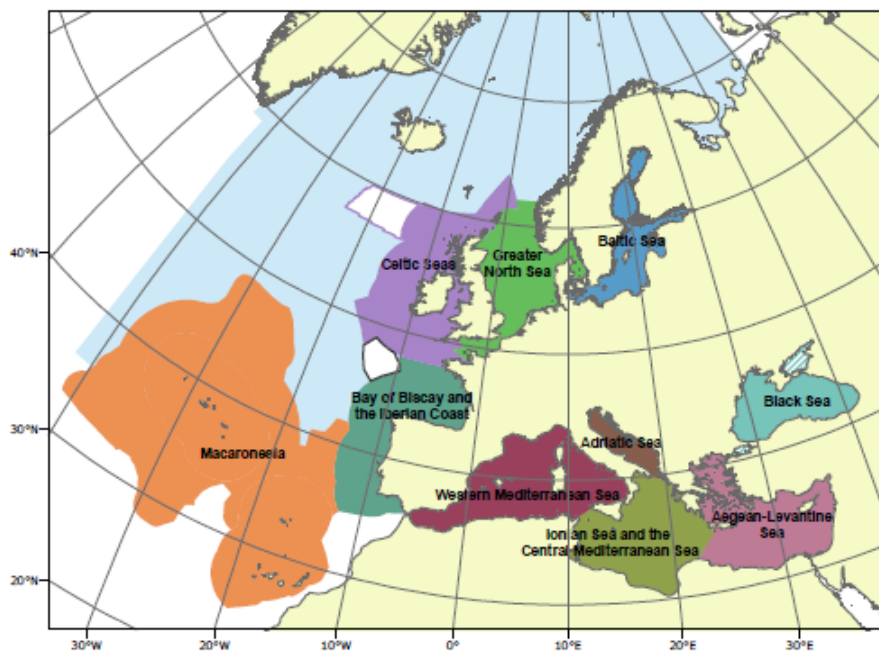 Celtic Seas
Greater
North Sea
Baltic Sea
40°N
Bay of Biscay and
the Iberian Coast
Black Sea
30°N
Macaronesia
Adriatic Sea
Western Mediterranean Sea
Aegean-Levantine
Sea
Ionian Sea and the
Central Mediterranean Sea
20°N
30°W
20°W
10°W
0°
10°E
20°E
30°E